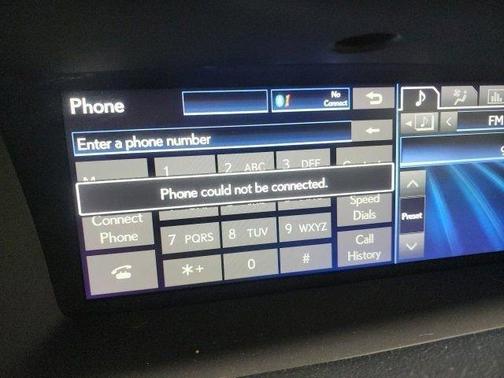 Phone
No
Connect
Enter a phone number
FM
1
2 ABC
3 DEF
Phone could not be connected.
Connect
Phone
Speed
Dials
Preset
7 PQRS
8 TUV
9 WXYZ
Call
History
*+
0
#